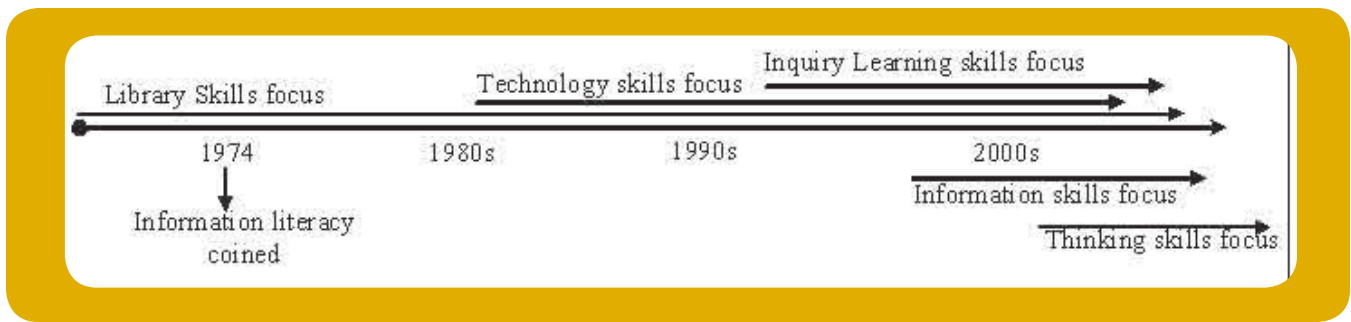 Inquiry Learning skills focus
Technology skills focus
Library Skills focus
1974
1980s
1990s
2000s
Information skills focus
Information literacy
coined
Thinking skills focus